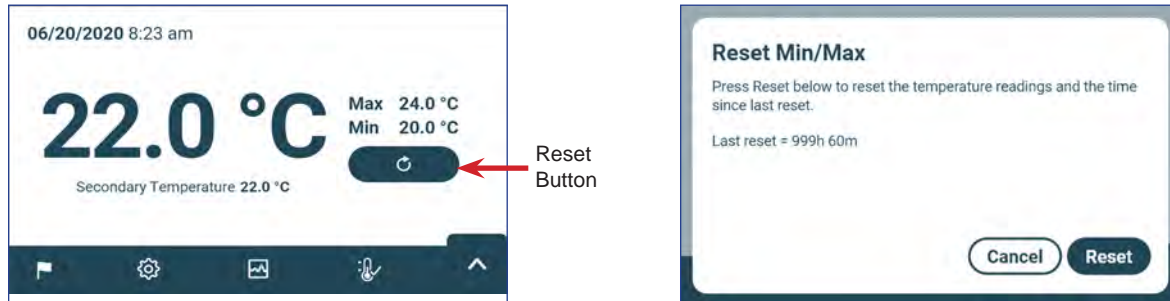 06/20/2020 8:23 am
22.0 °C
Max 24.0 °C
Min 20.0 °C
Secondary Temperature 22.0 °C
Reset
Button
Reset Min/Max
Press Reset below to reset the temperature readings and the time
since last reset.
Last reset = 999h 60m
Cancel Reset